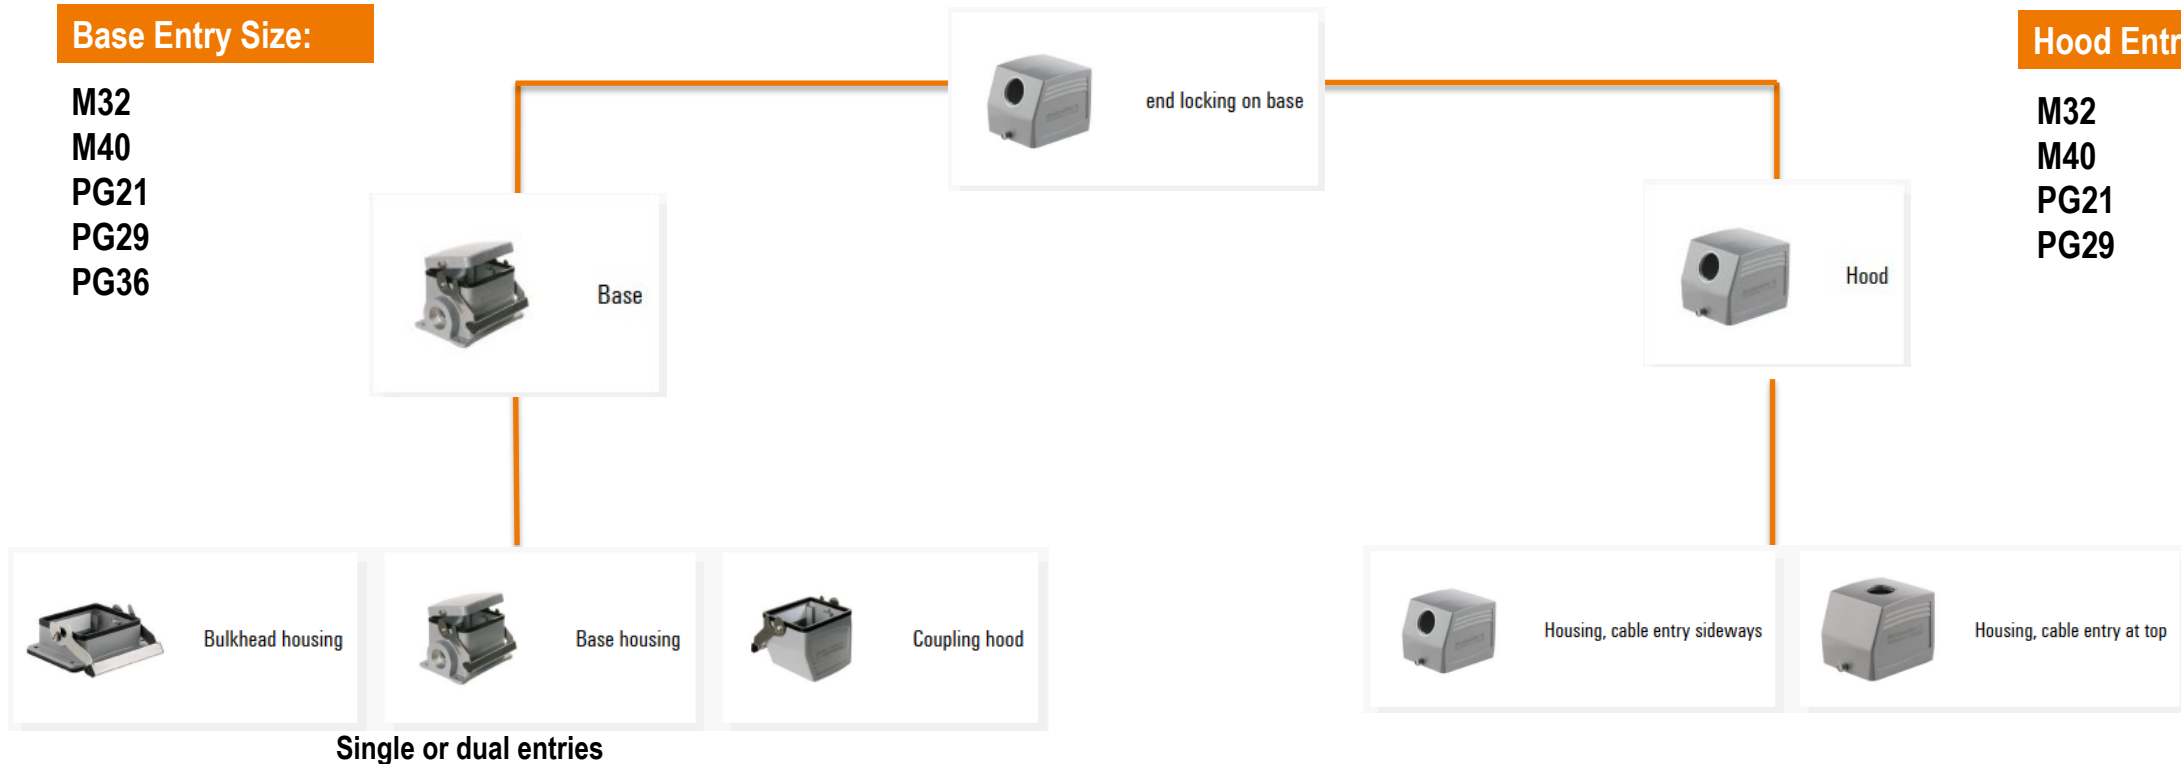 Base Entry Size:
M32
M40
PG21
PG29
PG36
end locking on base
Hood Entr
M32
M40
PG21
PG29
Base
Hood
Bulkhead housing
Base housing
Coupling hood
Housing, cable entry sideways
Housing, cable entry at top
Single or dual entries